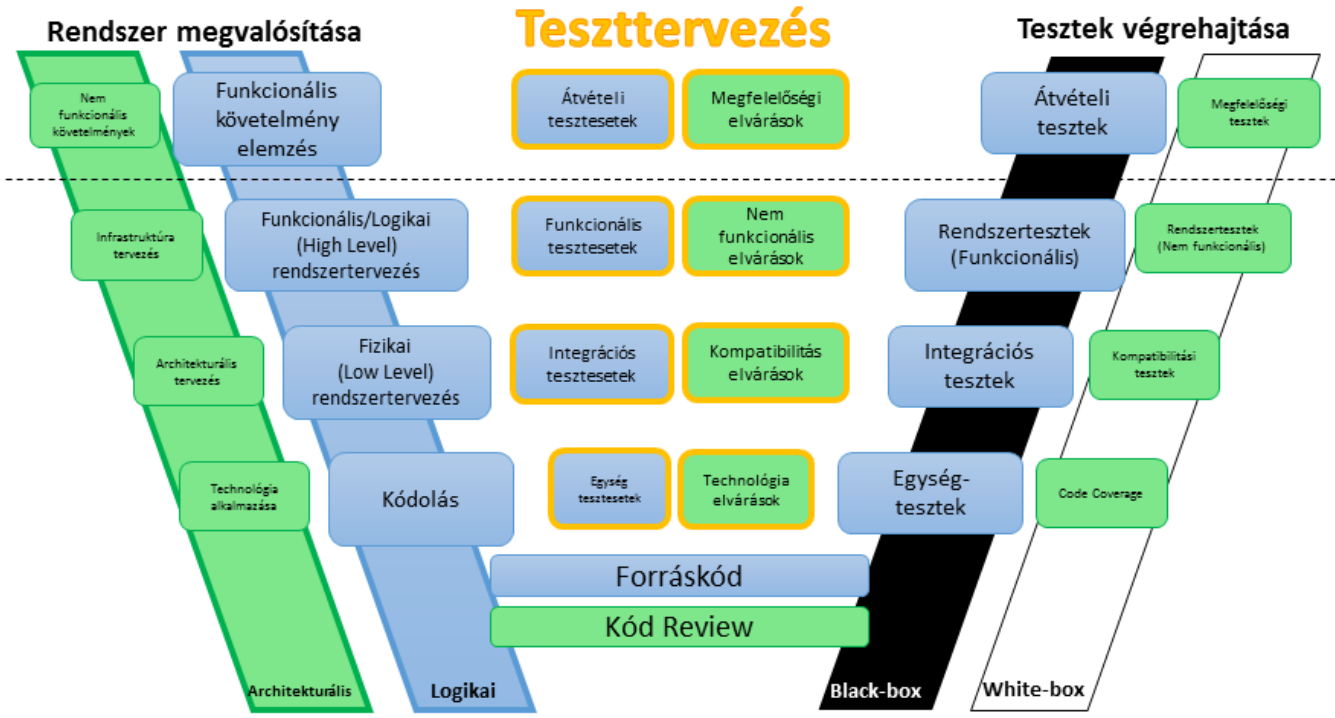 Rendszer megvalósítása
Teszttervezés
Tesztek végrehajtása
Nem
funkcionális
követelmények
Funkcionális
követelmény
elemzés
Átvételi
tesztesetek
Megfelelőségi
elvárások
Átvételi
tesztek
Megfelelőségi
tesztek
Infrastruktúra
tervezés
Funkcionális/Logikai
(High Level)
rendszertervezés
Funkcionális
tesztesetek
Nem
funkcionális
elvárások
Rendszertesztek
(Funkcionális)
Rendszertesztek
(Nem funkcionális)
Architekturális
tervezés
Fizikai
(Low Level)
rendszertervezés
Integrációs
tesztesetek
Kompatibilitás
elvárások
Integrációs
tesztek
Kompatibilitási
tesztek
Technológia
alkalmazása
Kódolás
Egység
tesztesetek
Technológia
elvárások
Egység-
tesztek
Code Coverage
Forráskód
Kód Review
Architekturális
Logikai
Black-box
White-box